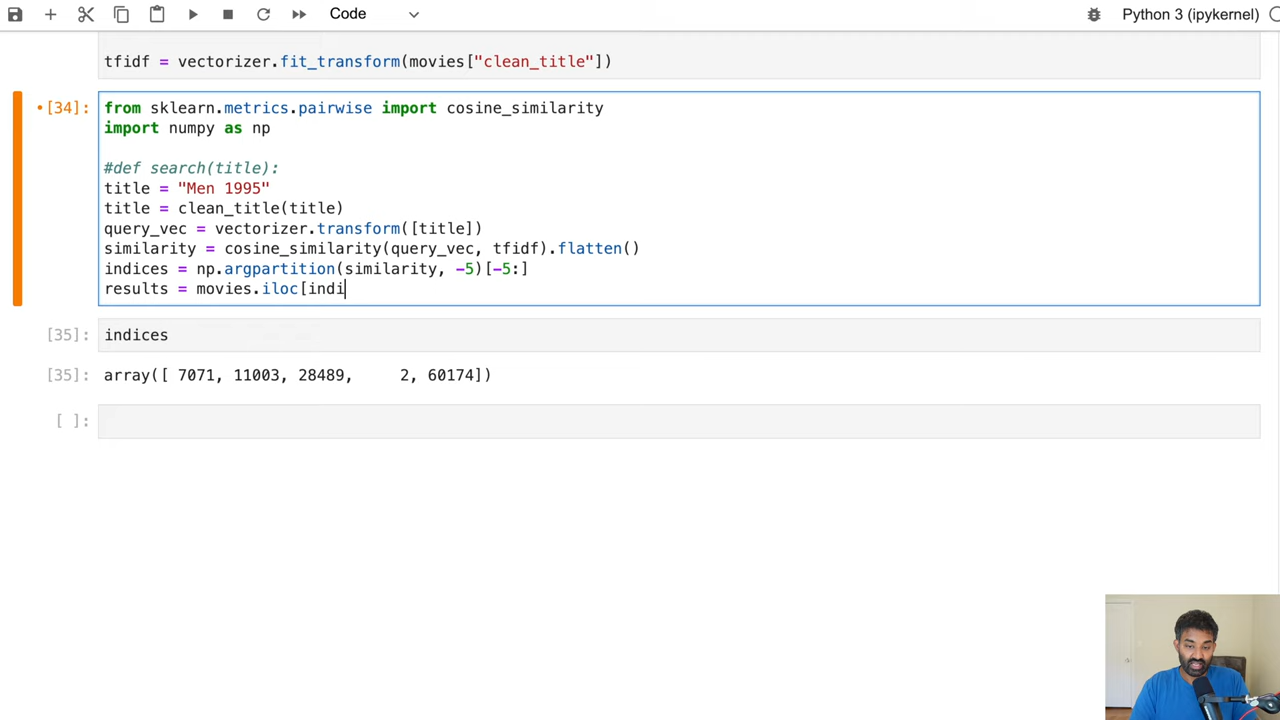 Code Python 3 (ipykernel)
tfidf = vectorizer.fit_transform(movies["clean_title"])
[34]: from sklearn.metrics.pairwise import cosine_similarity
import numpy as np
#def search(title):
title = "Men 1995"
title = clean_title(title)
query_vec = vectorizer.transform([title])
similarity = cosine_similarity(query_vec, tfidf).flatten()
indices = np.argpartition(similarity, -5)[-5:]
results = movies.iloc[indi
[35]: indices
[35]: array([ 7071, 11003, 28489,     2, 60174])
[ ]: